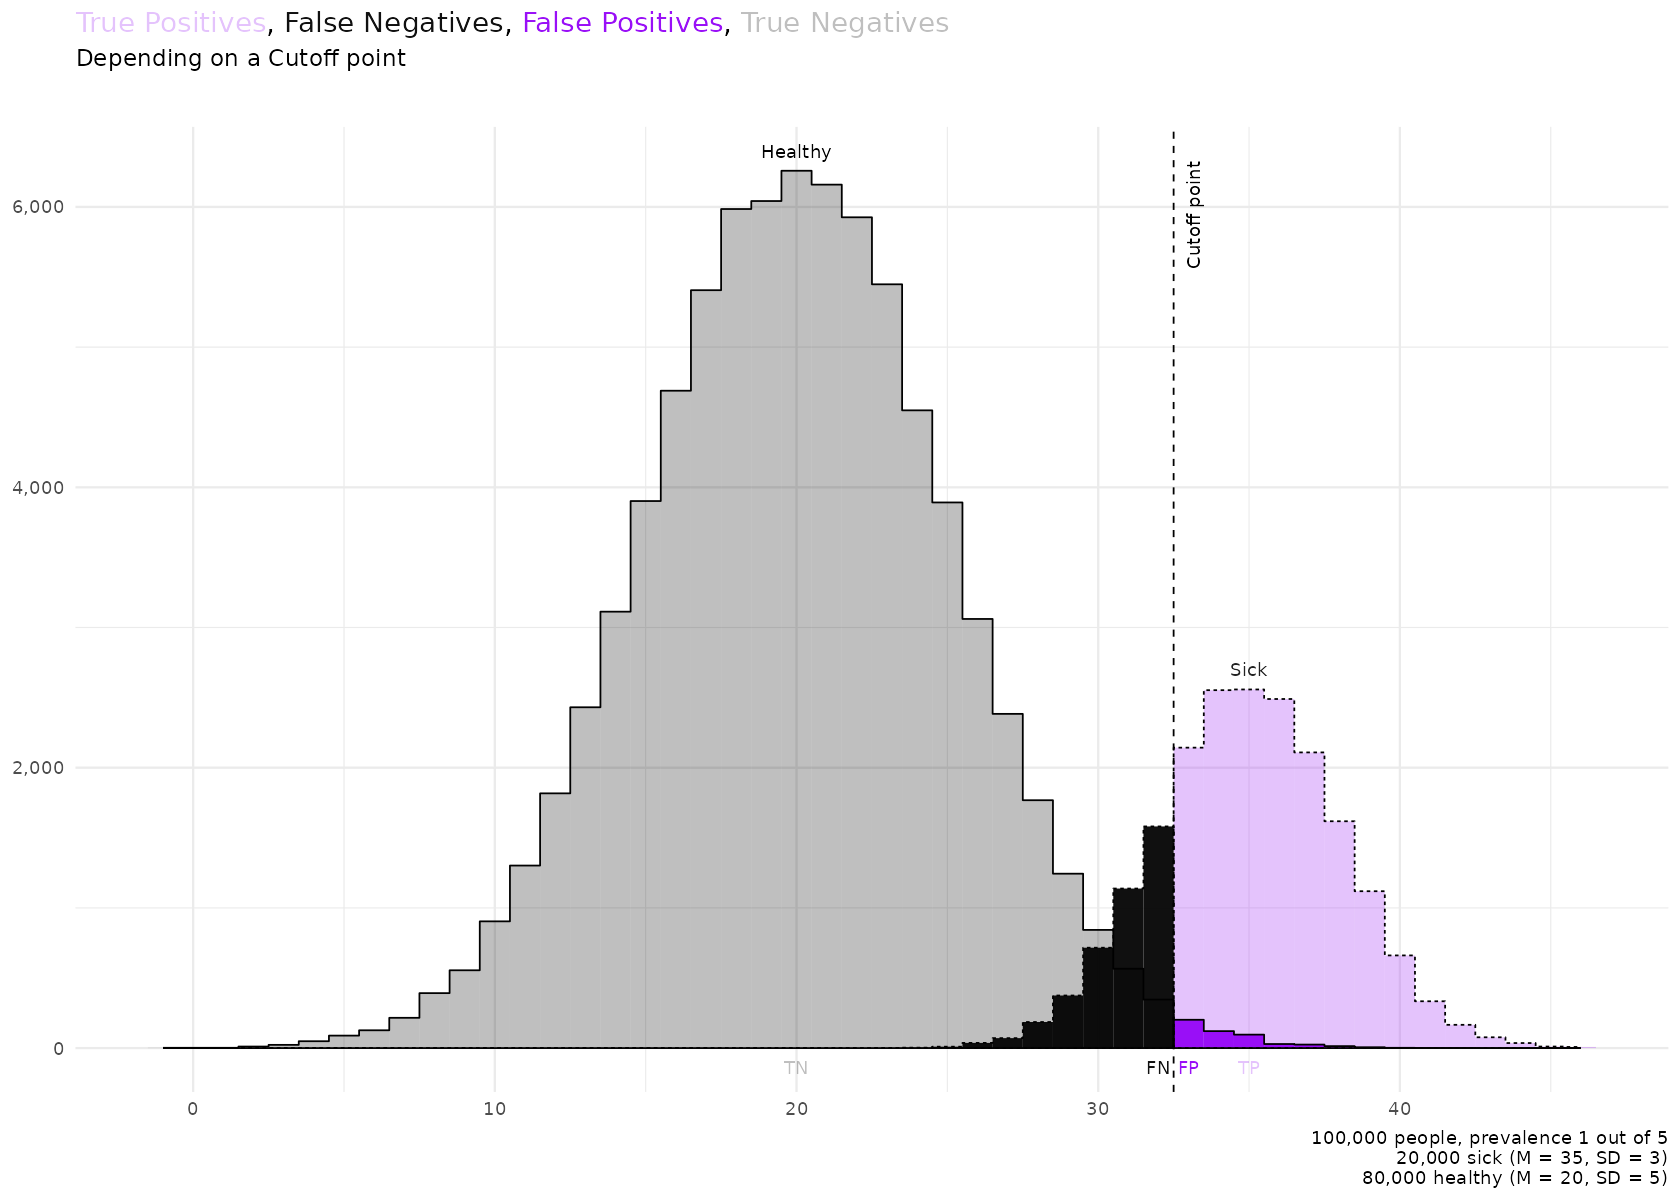 True Positives, False Negatives, False Positives, True Negatives
Depending on a Cutoff point
Healthy
Cutoff point
6,000
4,000
Sick
2,000
0
TN FN FP TP
0 10 20 30 40
100,000 people, prevalence 1 out of 5
20,000 sick (M = 35, SD = 3)
80,000 healthy (M = 20, SD = 5)